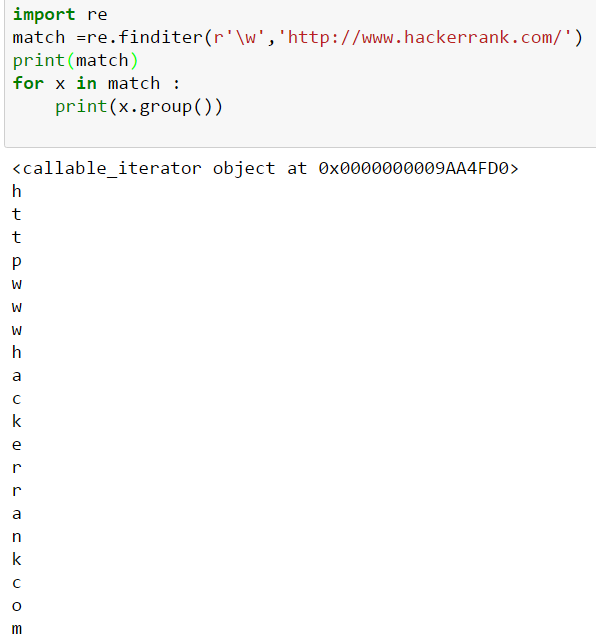 import re
match =re.finditer(r'\w','http://www.hackerrank.com/')
print(match)
for x in match :
    print(x.group())
<callable_iterator object at 0x0000000009AA4FD0>
h
t
t
p
w
w
w
h
a
c
k
e
r
r
a
n
k
c
o
m